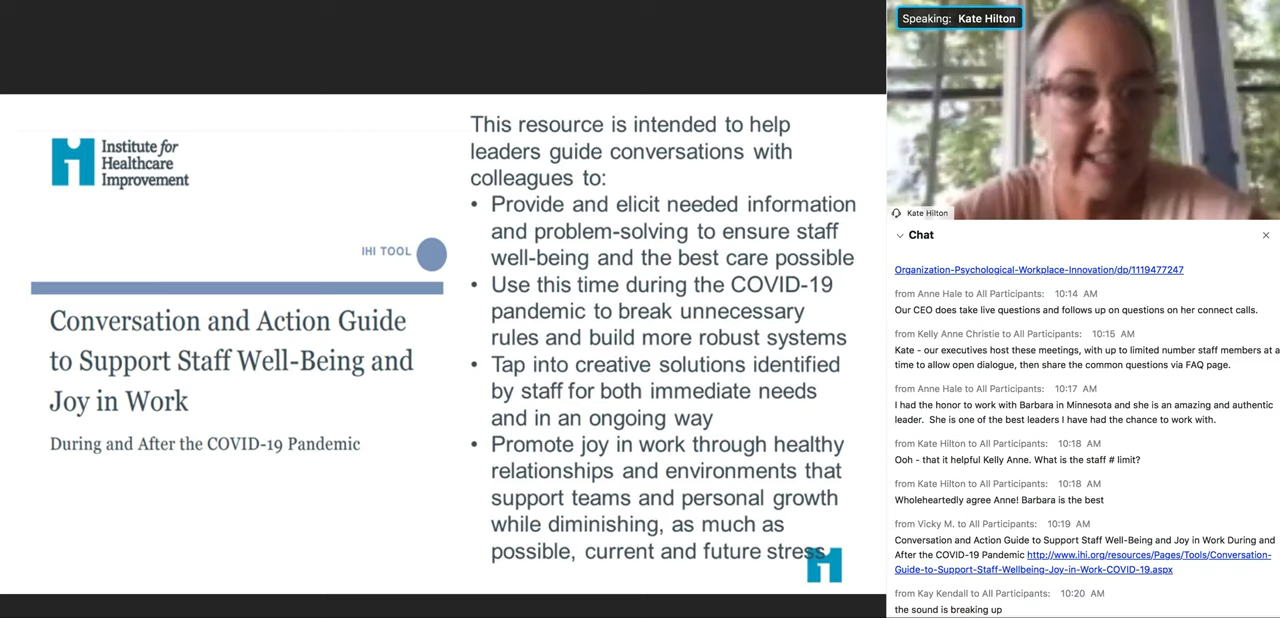 Institute for
Healthcare
Improvement
IHI TOOL
Conversation and Action Guide
to Support Staff Well-Being and
Joy in Work
During and After the COVID-19 Pandemic
This resource is intended to help
leaders guide conversations with
colleagues to:
• Provide and elicit needed information
and problem-solving to ensure staff
well-being and the best care possible
• Use this time during the COVID-19
pandemic to break unnecessary
rules and build more robust systems
• Tap into creative solutions identified
by staff for both immediate needs
and in an ongoing way
• Promote joy in work through healthy
relationships and environments that
support teams and personal growth
while diminishing, as much as
possible, current and future stress.
Speaking: Kate Hilton
Kate Hilton
Chat
Organization-Psychological-Workplace-Innovation/dp/1119477247
from Anne Hale to All Participants: 10:14 AM
Our CEO does take live questions and follows up on questions on her connect calls.
from Kelly Anne Christie to All Participants: 10:15 AM
Kate - our executives host these meetings, with up to limited number staff members at a
time to allow open dialogue, then share the common questions via FAQ page.
from Anne Hale to All Participants: 10:17 AM
I had the honor to work with Barbara in Minnesota and she is an amazing and authentic
leader. She is one of the best leaders I have had the chance to work with.
from Kate Hilton to All Participants: 10:18 AM
Ooh - that it helpful Kelly Anne. What is the staff # limit?
from Kate Hilton to All Participants: 10:18 AM
Wholeheartedly agree Anne! Barbara is the best
from Vicky M. to All Participants: 10:19 AM
Conversation and Action Guide to Support Staff Well-Being and Joy in Work During and
After the COVID-19 Pandemic http://www.ihi.org/resources/Pages/Tools/Conversation-
Guide-to-Support-Staff-Wellbeing-Joy-in-Work-COVID-19.aspx
from Kay Kendall to All Participants: 10:20 AM
the sound is breaking up